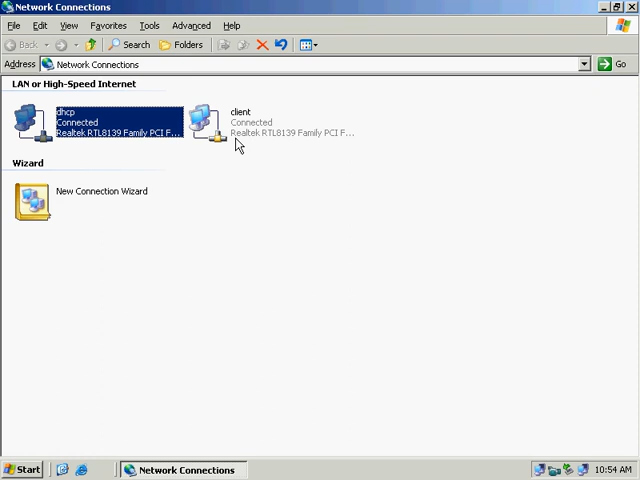 Network Connections
File Edit View Favorites Tools Advanced Help
Back Search Folders
Address Network Connections Go
LAN or High-Speed Internet
dhcp
Connected
Realtek RTL8139 Family PCI F...
client
Connected
Realtek RTL8139 Family PCI F...
Wizard
New Connection Wizard
Start Network Connections 10:54 AM